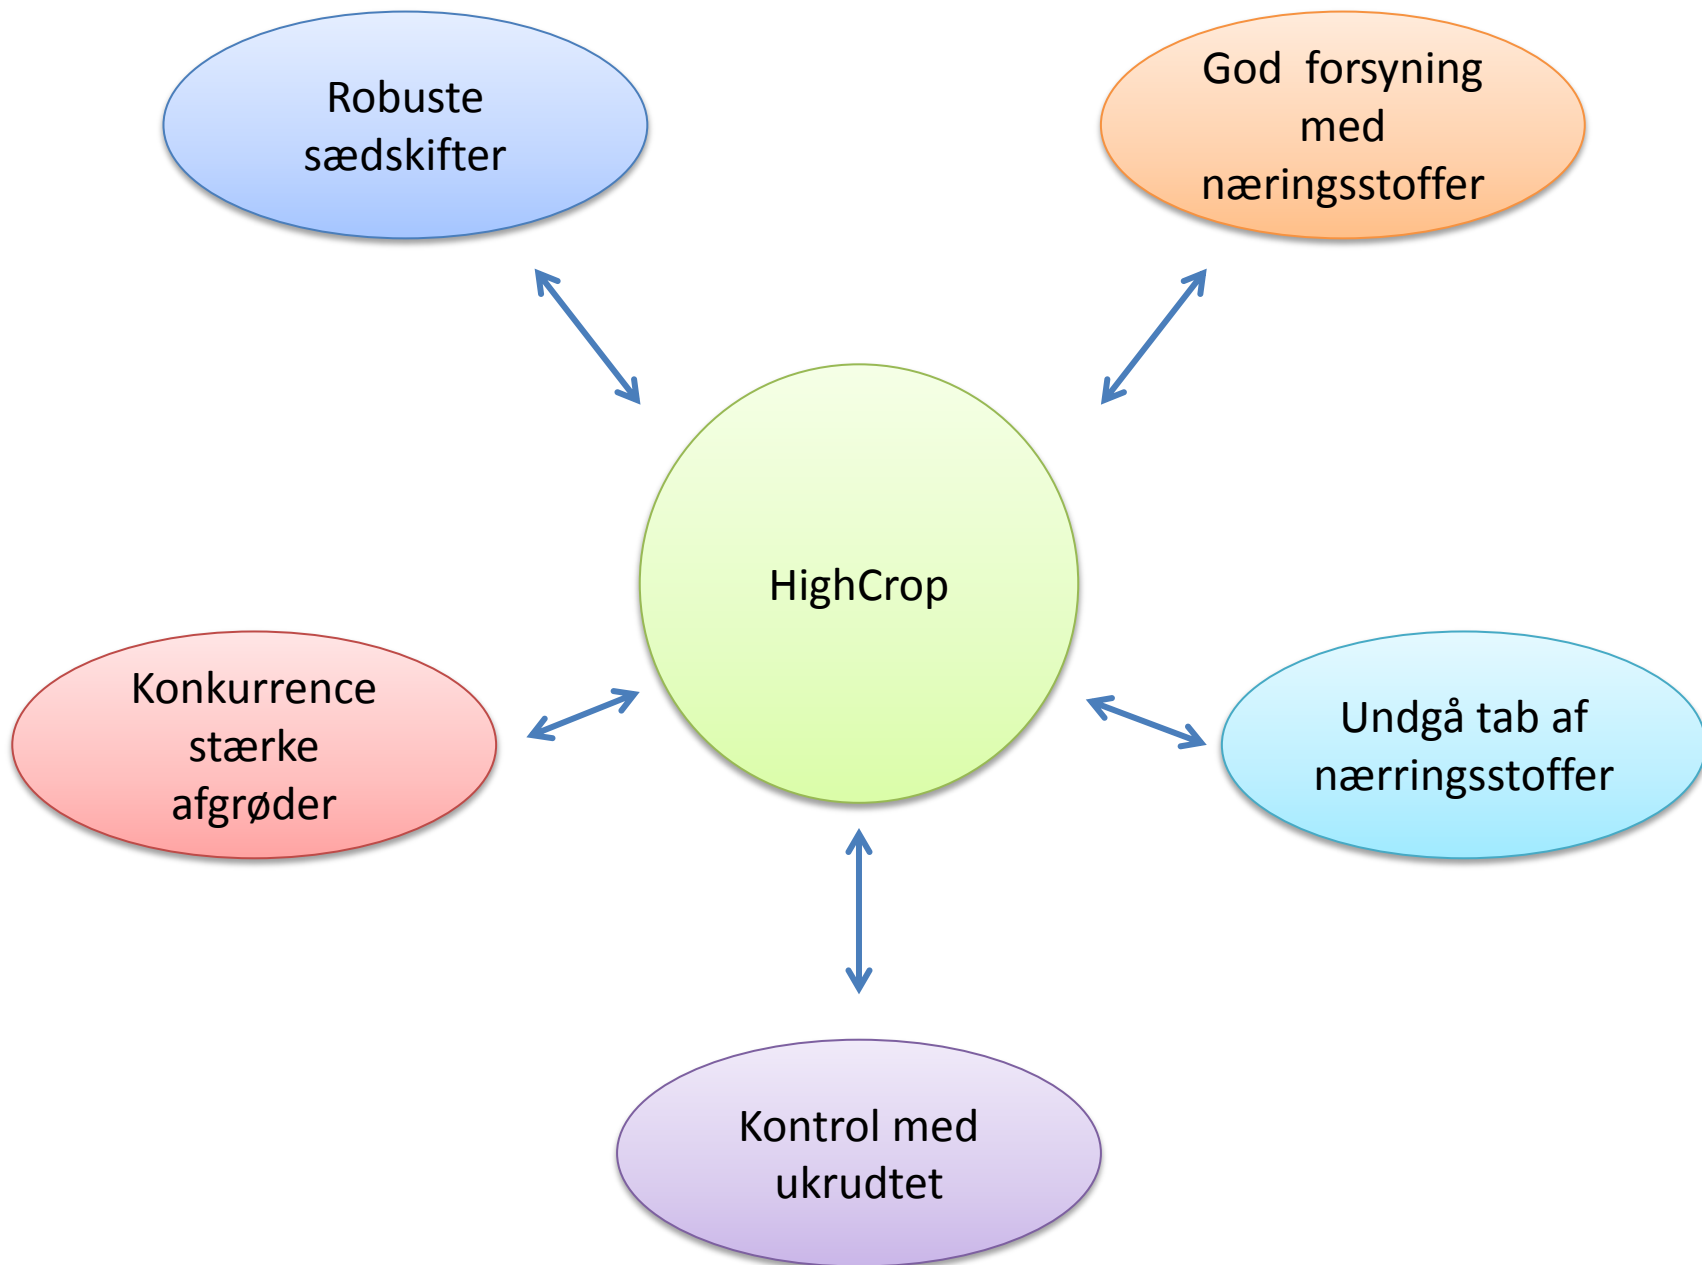 Robuste
sædskifter
God  forsyning
med
næringsstoffer
HighCrop
Konkurrence
stærke
afgrøder
Undgå tab af
nærringsstoffer
Kontrol med
ukrudtet